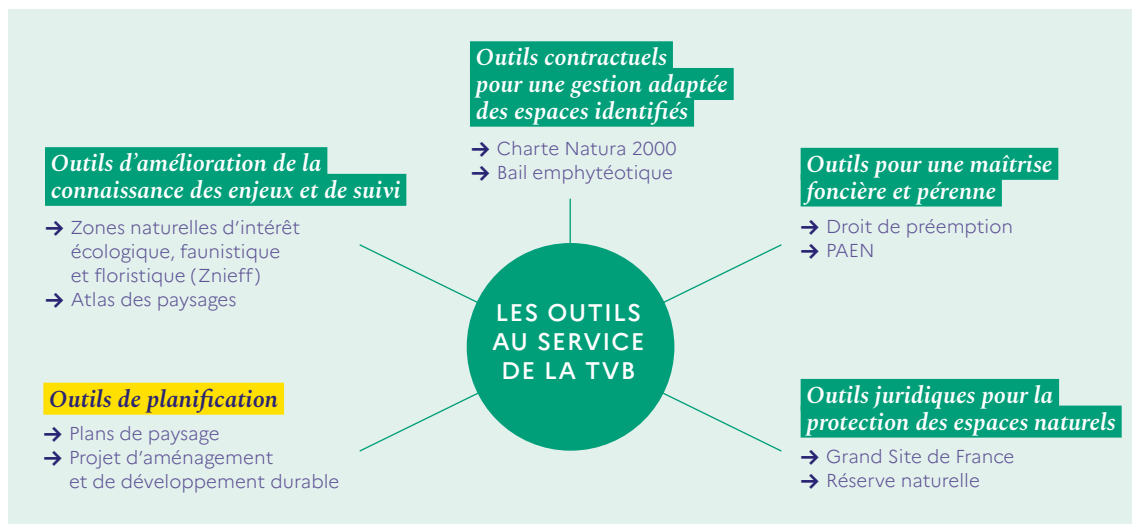 Outils contractuels
pour une gestion adaptée
des espaces identifiés
→ Charte Natura 2000
→ Bail emphytéotique
Outils d'amélioration de la
connaissance des enjeux et de suivi
→ Zones naturelles d'intérêt
écologique, faunistique
et floristique (Znieff)
→ Atlas des paysages
Outils pour une maîtrise
foncière et pérenne
→ Droit de préemption
→ PAEN
LES OUTILS
AU SERVICE
DE LA TVB
Outils de planification
→ Plans de paysage
→ Projet d'aménagement
et de développement durable
Outils juridiques pour la
protection des espaces naturels
→ Grand Site de France
→ Réserve naturelle